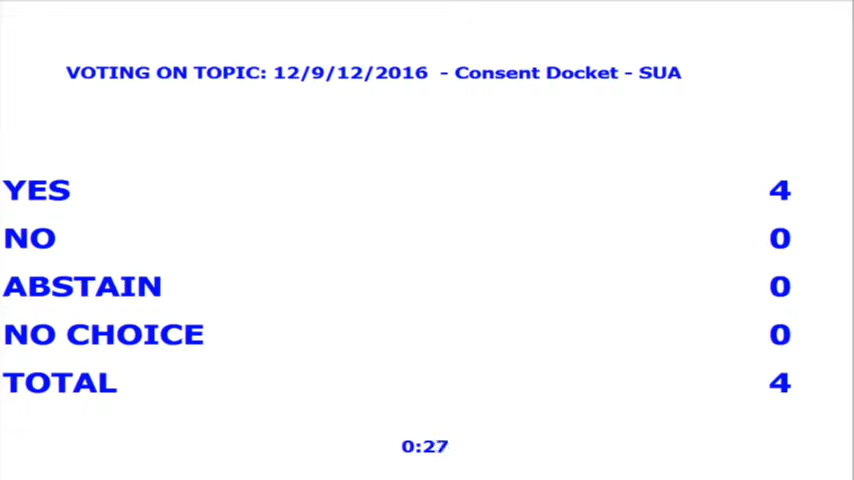 VOTING ON TOPIC: 12/9/12/2016 - Consent Docket - SUA
YES 4
NO 0
ABSTAIN 0
NO CHOICE 0
TOTAL 4
0:27